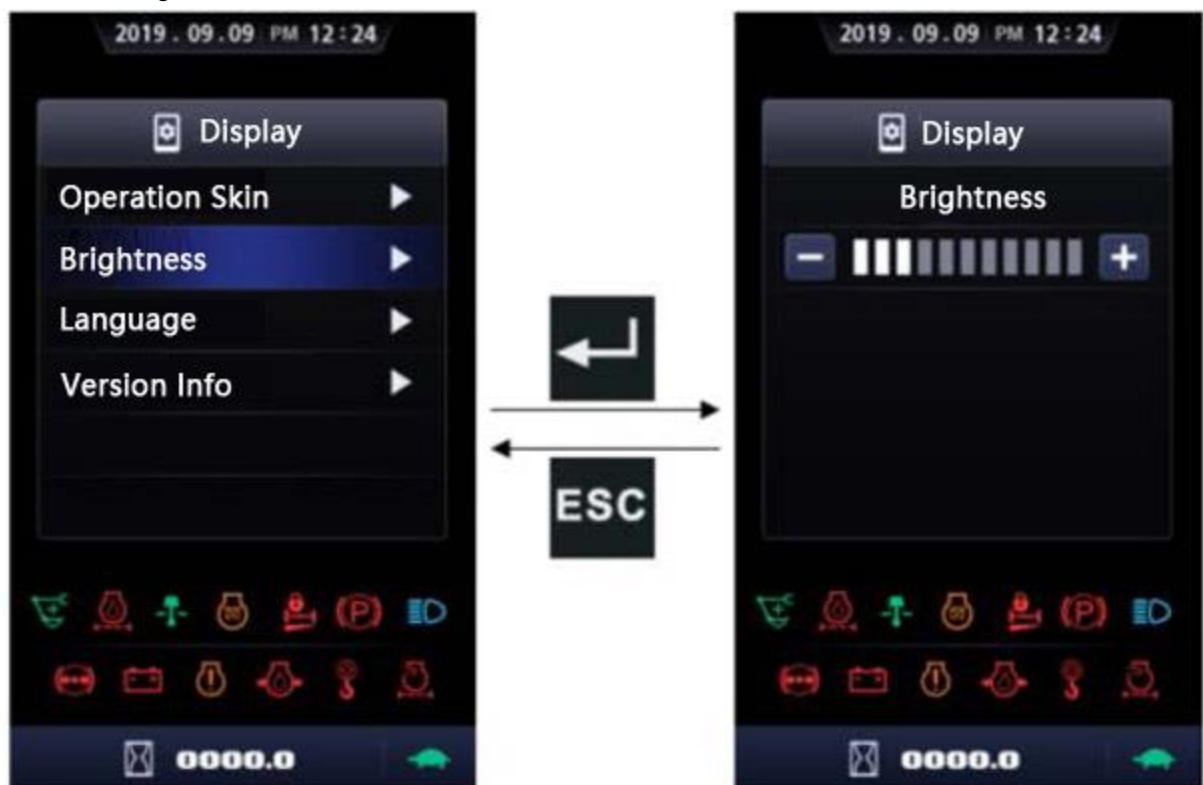 2019 . 09 . 09 PM 12 : 24
Display
Operation Skin
Brightness
Language
Version Info
0000.0
ESC
2019 . 09 . 09 PM 12 : 24
Display
Brightness
0000.0